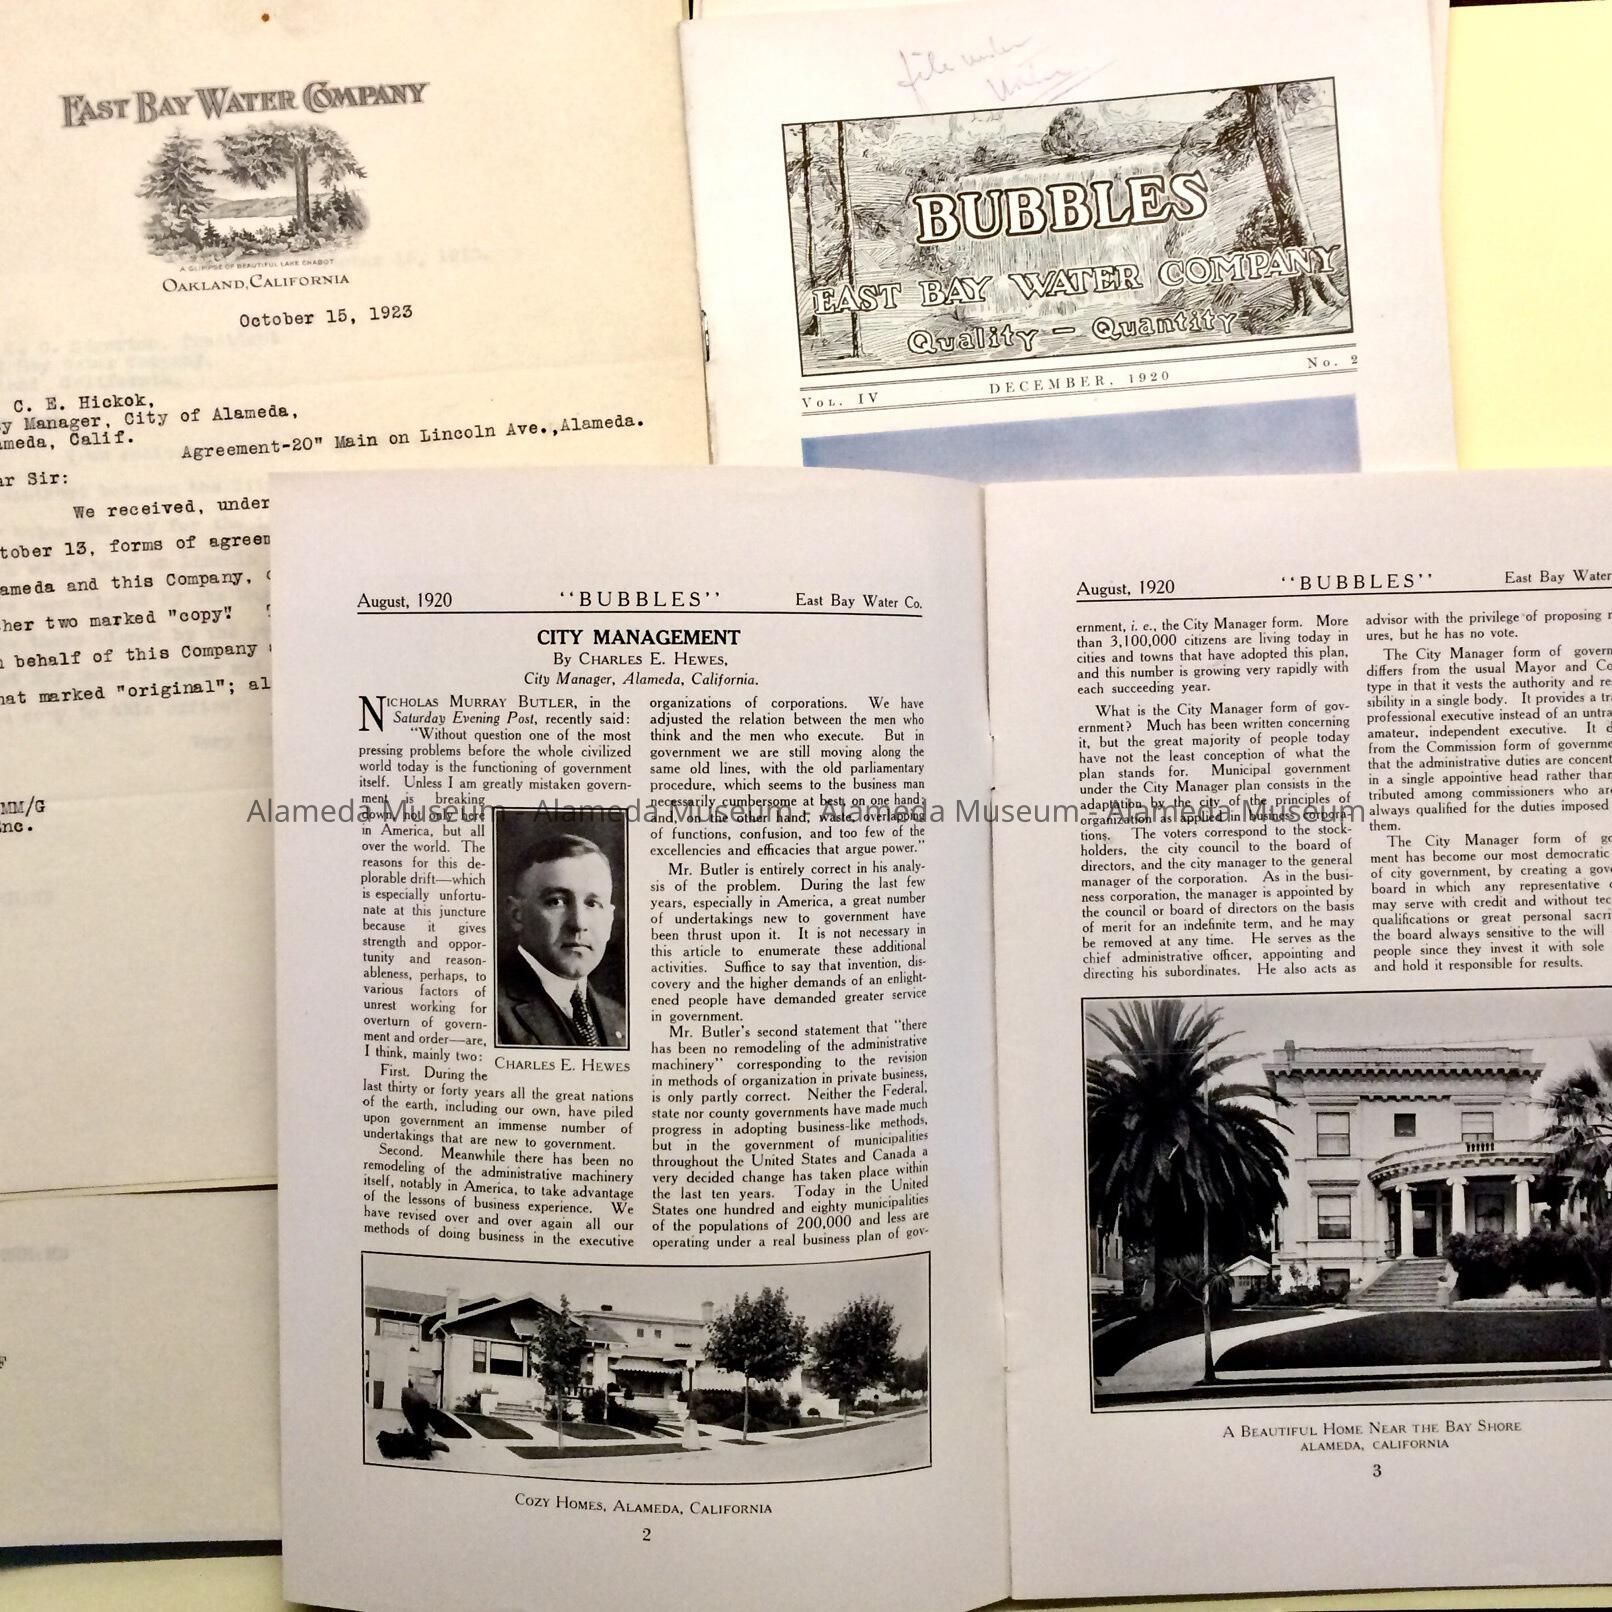 EAST BAY WATER COMPANY
A GLIMPSE OF BEAUTIFUL LAKE CHABOT
OAKLAND, CALIFORNIA
October 15, 1923
C. E. Hickok,
y Manager, City of Alameda,
meda, Calif.
Agreement-20" Main on Lincoln Ave.,Alameda.
ar Sir:
We received, under
tober 13, forms of agreem
ameda and this Company,
her two marked "copy".
n behalf of this Company
hat marked "original"; al
MM/G
nc.
file under
BUBBLES
EAST BAY WATER COMPANY
Quality - Quantity
VOL. IV
DECEMBER, 1920
No. 2
August, 1920
"BUBBLES"
East Bay Water Co.
CITY MANAGEMENT
By CHARLES E. HEWES,
City Manager, Alameda, California.
NICHOLAS MURRAY BUTLER, in the
Saturday Evening Post, recently said:
"Without question one of the most
pressing problems before the whole civilized
world today is the functioning of government
itself. Unless I am greatly mistaken govern-
ment is breaking
down, not only here
in America, but all
over the world. The
reasons for this de-
plorable drift—which
is especially unfortu-
nate at this juncture
because it gives
strength and oppor-
tunity and reason-
ableness, perhaps, to
various factors of
unrest working for
overturn of govern-
ment and order—are,
I think, mainly two:
CHARLES E. HEWES
First. During the
last thirty or forty years all the great nations
of the earth, including our own, have piled
upon government an immense number of
undertakings that are new to government.
Second. Meanwhile there has been no
remodeling of the administrative machinery
itself, notably in America, to take advantage
of the lessons of business experience. We
have revised over and over again all our
methods of doing business in the executive
organizations of corporations. We have
adjusted the relation between the men who
think and the men who execute. But in
government we are still moving along the
same old lines, with the old parliamentary
procedure, which seems to the business man
necessarily cumbersome at best, on one hand;
and, on the other hand, waste, overlapping
of functions, confusion, and too few of the
excellencies and efficacies that argue power."
Mr. Butler is entirely correct in his analy-
sis of the problem. During the last few
years, especially in America, a great number
of undertakings new to government have
been thrust upon it. It is not necessary in
this article to enumerate these additional
activities. Suffice to say that invention, dis-
covery and the higher demands of an enlight-
ened people have demanded greater service
in government.
Mr. Butler's second statement that "there
has been no remodeling of the administrative
machinery" corresponding to the revision
in methods of organization in private business,
is only partly correct. Neither the Federal,
state nor county governments have made much
progress in adopting business-like methods,
but in the government of municipalities
throughout the United States and Canada a
very decided change has taken place within
the last ten years. Today in the United
States one hundred and eighty municipalities
of the populations of 200,000 and less are
operating under a real business plan of gov-
COZY HOMES, ALAMEDA, CALIFORNIA
2
August, 1920
"BUBBLES"
East Bay Water
ernment, i. e., the City Manager form. More
than 3,100,000 citizens are living today in
cities and towns that have adopted this plan,
and this number is growing very rapidly with
each succeeding year.
What is the City Manager form of gov-
ernment? Much has been written concerning
it, but the great majority of people today
have not the least conception of what the
plan stands for. Municipal government
under the City Manager plan consists in the
adaptation by the city of the principles of
organization as applied in business corpora-
tions. The voters correspond to the stock-
holders, the city council to the board of
directors, and the city manager to the general
manager of the corporation. As in the busi-
ness corporation, the manager is appointed by
the council or board of directors on the basis
of merit for an indefinite term, and he may
be removed at any time. He serves as the
chief administrative officer, appointing and
directing his subordinates. He also acts as
advisor with the privilege of proposing
ures, but he has no vote.
The City Manager form of govern
differs from the usual Mayor and Co
type in that it vests the authority and re
sibility in a single body. It provides a tra
professional executive instead of an untra
amateur, independent executive. It d
from the Commission form of governme
that the administrative duties are concent
in a single appointive head rather than
tributed among commissioners who are
always qualified for the duties imposed
them.
The City Manager form of go
ment has become our most democratic
of city government, by creating a gove
board in which any representative
may serve with credit and without tec
qualifications or great personal sacri
the board always sensitive to the will
people since they invest it with sole
and hold it responsible for results.
A BEAUTIFUL HOME NEAR THE BAY SHORE
ALAMEDA, CALIFORNIA
3
Alameda Museum - Alameda Museum - Alameda Museum - Alameda Museum